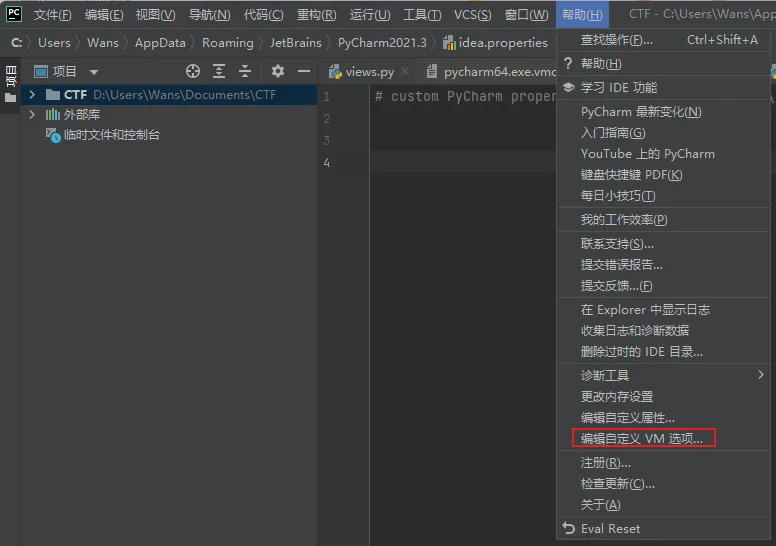 PC 文件(F) 编辑(E) 视图(V) 导航(N) 代码(C) 重构(R) 运行(U) 工具(T) VCS(S) 窗口(W) 帮助(H) CTF - C:\Users\Wans\App
C: Users Wans AppData Roaming JetBrains PyCharm2021.3 idea.properties
项目
项目
views.py
pycharm64.exe.vmo
CTF D:\Users\Wans\Documents\CTF
外部库
临时文件和控制台
1 # custom PyCharm proper
2
3
4
查找操作(F)... Ctrl+Shift+A
? 帮助(H)
学习 IDE 功能
PyCharm 最新变化(N)
入门指南(G)
YouTube 上的 PyCharm
键盘快捷键 PDF(K)
每日小技巧(T)
我的工作效率(P)
联系支持(S)...
提交错误报告...
提交反馈...(F)
在 Explorer 中显示日志
收集日志和诊断数据
删除过时的 IDE 目录...
诊断工具
更改内存设置
编辑自定义属性...
编辑自定义 VM 选项...
注册(R)...
检查更新(C)...
关于(A)
Eval Reset